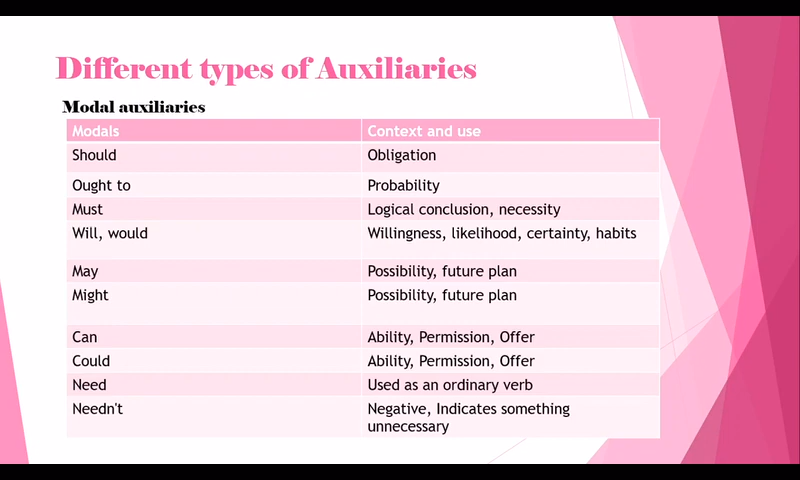 Different types of Auxiliaries
Modal auxiliaries
Modals Context and use
Should Obligation
Ought to Probability
Must Logical conclusion, necessity
Will, would Willingness, likelihood, certainty, habits
May Possibility, future plan
Might Possibility, future plan
Can Ability, Permission, Offer
Could Ability, Permission, Offer
Need Used as an ordinary verb
Needn't Negative, Indicates something
unnecessary